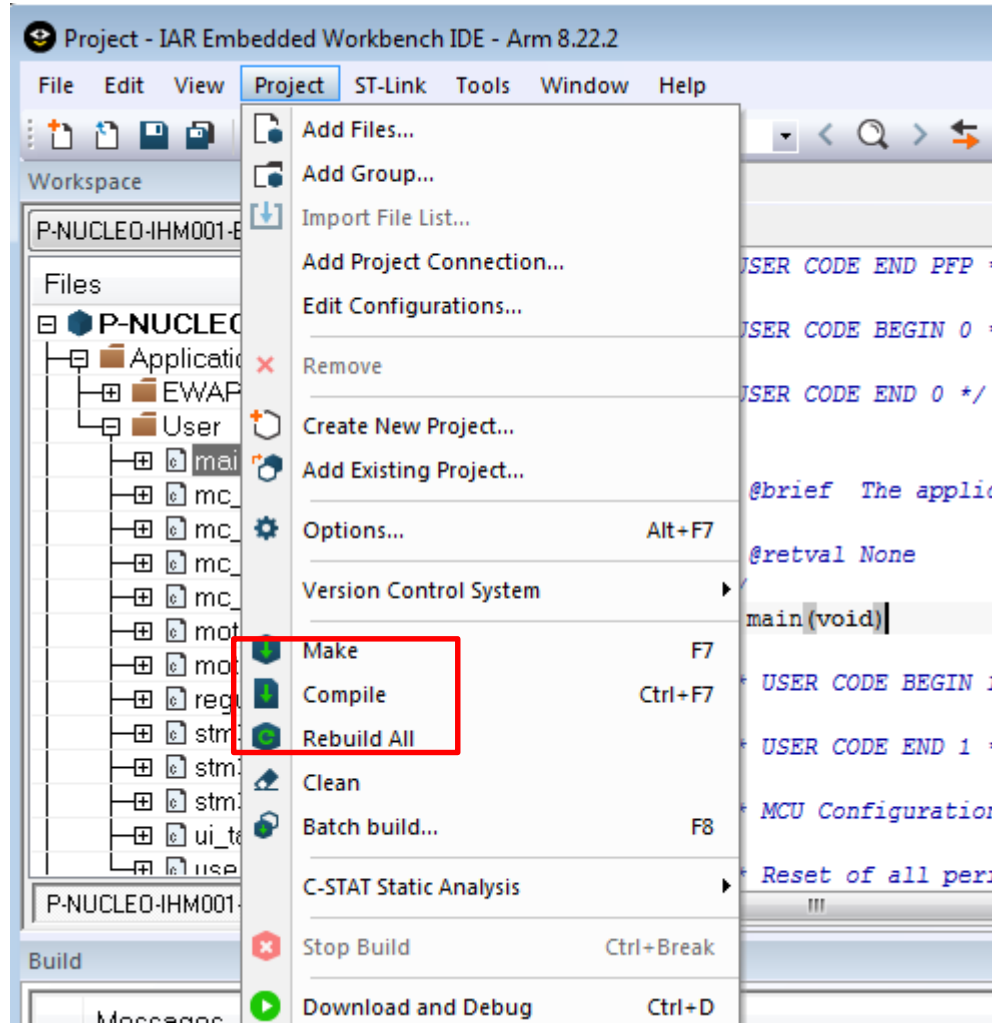 Project - IAR Embedded Workbench IDE - Arm 8.22.2
File Edit View Project ST-Link Tools Window Help
Workspace
P-NUCLEO-IHM001-
Files
P-NUCLEO
Applicatio
EWAR
User
mai
mc_
mc_
mc_
mc_
mot
mot
regu
stm
stm
stm
ui_ta
use
P-NUCLEO-IHM001-
Build
Messages
Add Files...
Add Group...
Import File List...
Add Project Connection...
Edit Configurations...
Remove
Create New Project...
Add Existing Project...
Options... Alt+F7
Version Control System
Make F7
Compile Ctrl+F7
Rebuild All
Clean
Batch build... F8
C-STAT Static Analysis
Stop Build Ctrl+Break
Download and Debug Ctrl+D
USER CODE END PFP *
USER CODE BEGIN 0 *
USER CODE END 0 */
@brief The applic
@retval None
/
main(void)
* USER CODE BEGIN 1
* USER CODE END 1 *
* MCU Configuration
* Reset of all peri